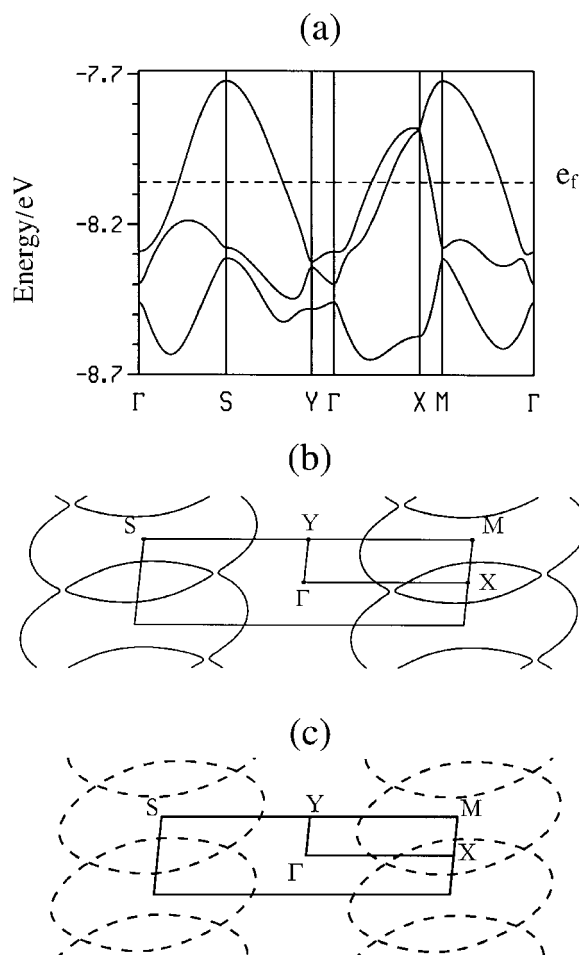 (a)
-7.7
Energy/eV
-8.2
e_f
-8.7
Γ S Y Γ X M Γ
(b)
S Y M
Γ X
(c)
S Y M
Γ X